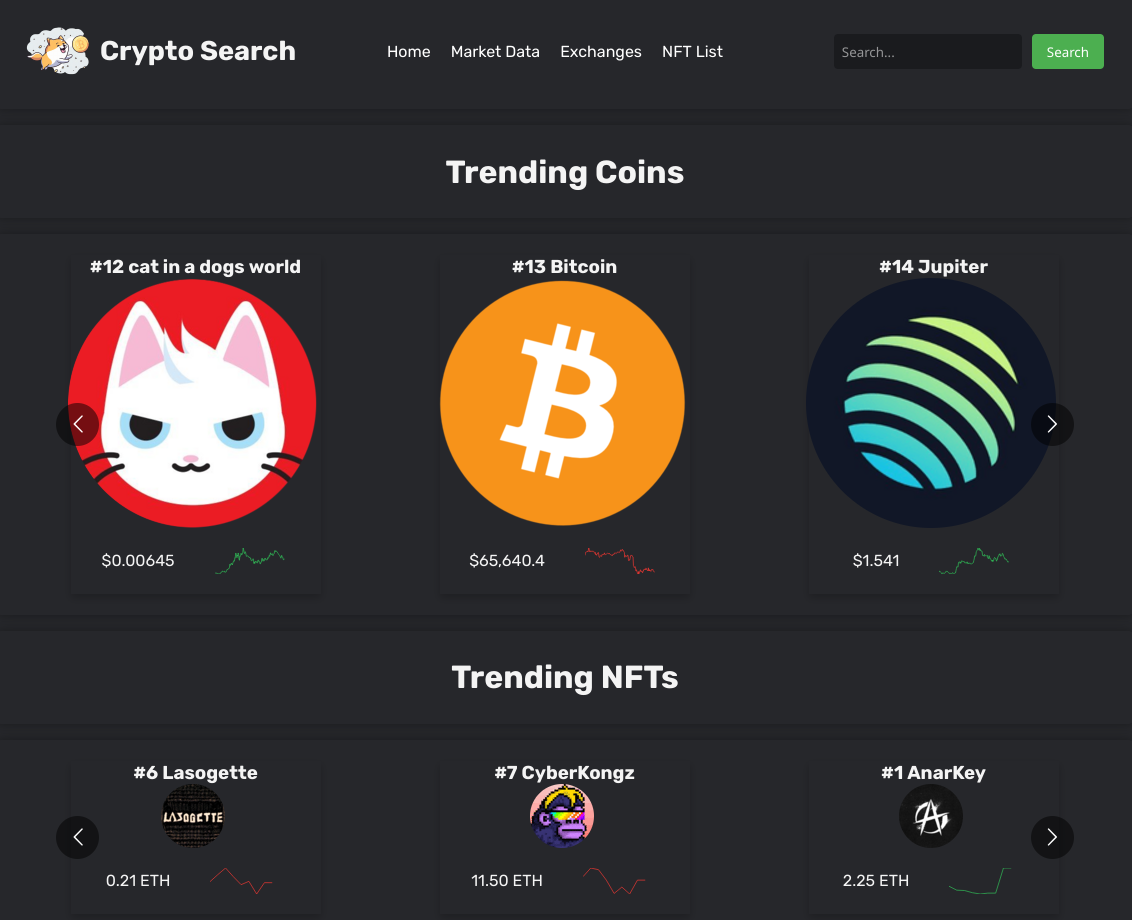 Crypto Search
Home Market Data Exchanges NFT List
Search...
Search
Trending Coins
#12 cat in a dogs world
#13 Bitcoin
#14 Jupiter
$0.00645
$65,640.4
$1.541
Trending NFTs
#6 Lasogette
#7 CyberKongz
#1 AnarKey
LASOGETTE
0.21 ETH
11.50 ETH
2.25 ETH